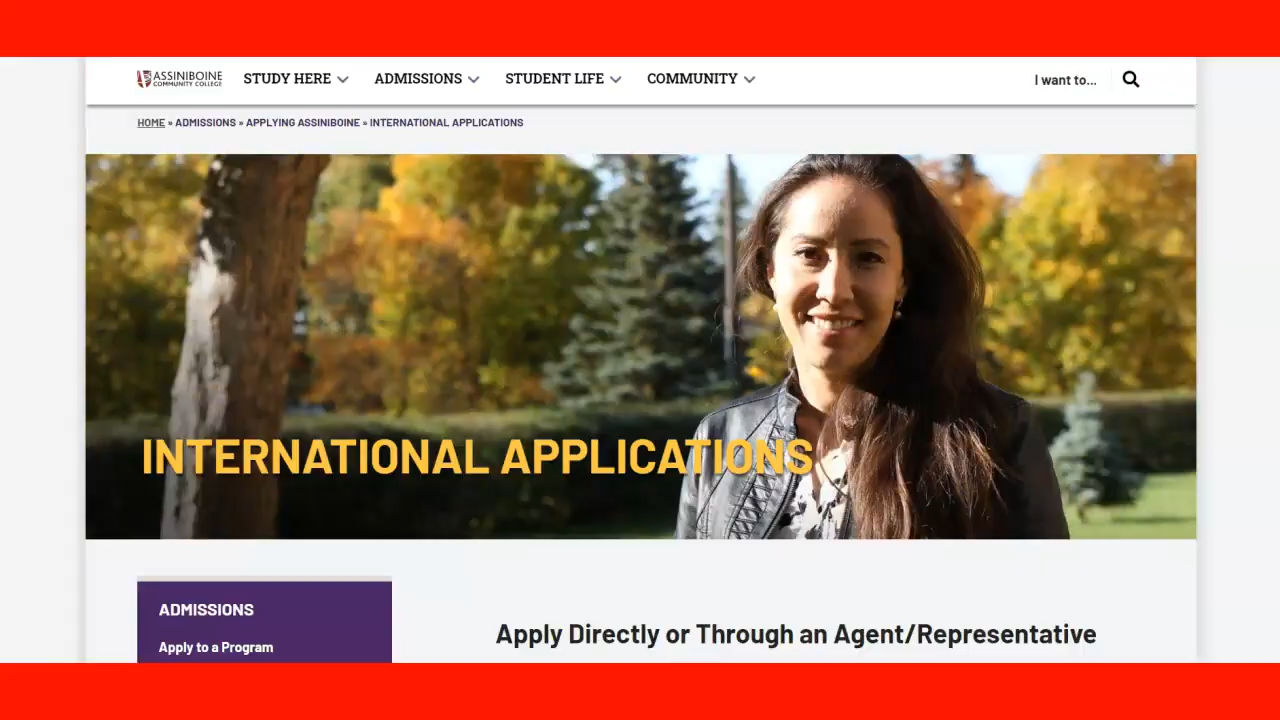 ASSINIBOINE
COMMUNITY COLLEGE
STUDY HERE
ADMISSIONS
STUDENT LIFE
COMMUNITY
I want to...
HOME » ADMISSIONS » APPLYING ASSINIBOINE » INTERNATIONAL APPLICATIONS
INTERNATIONAL APPLICATIONS
ADMISSIONS
Apply to a Program
Apply Directly or Through an Agent/Representative